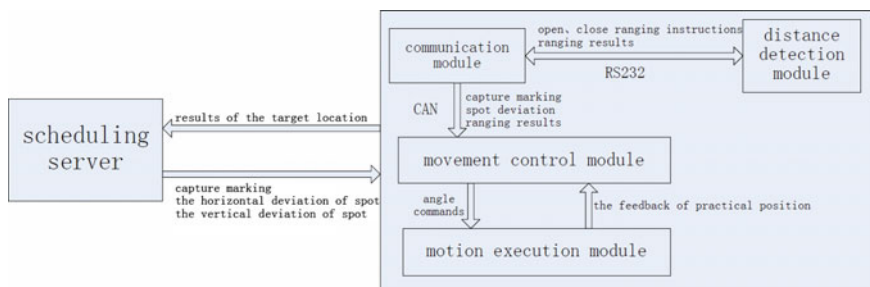 scheduling
server
results of the target location
capture marking
the horizontal deviation of spot
the vertical deviation of spot
communication
module
open、close ranging instructions
ranging results
RS232
distance
detection
module
CAN
capture marking
spot deviation
ranging results
movement control module
angle
commands
the feedback of practical position
motion execution module